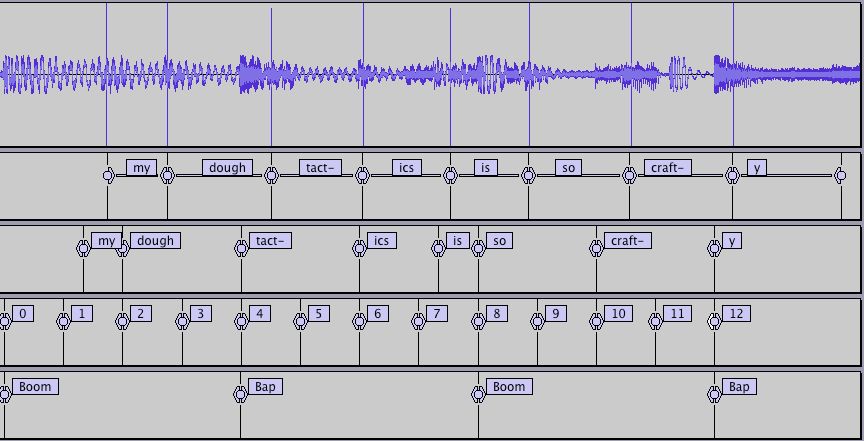 my dough tact- ics is so craft- y
my dough tact- ics is so craft- y
0 1 2 3 4 5 6 7 8 9 10 11 12
Boom Bap Boom Bap